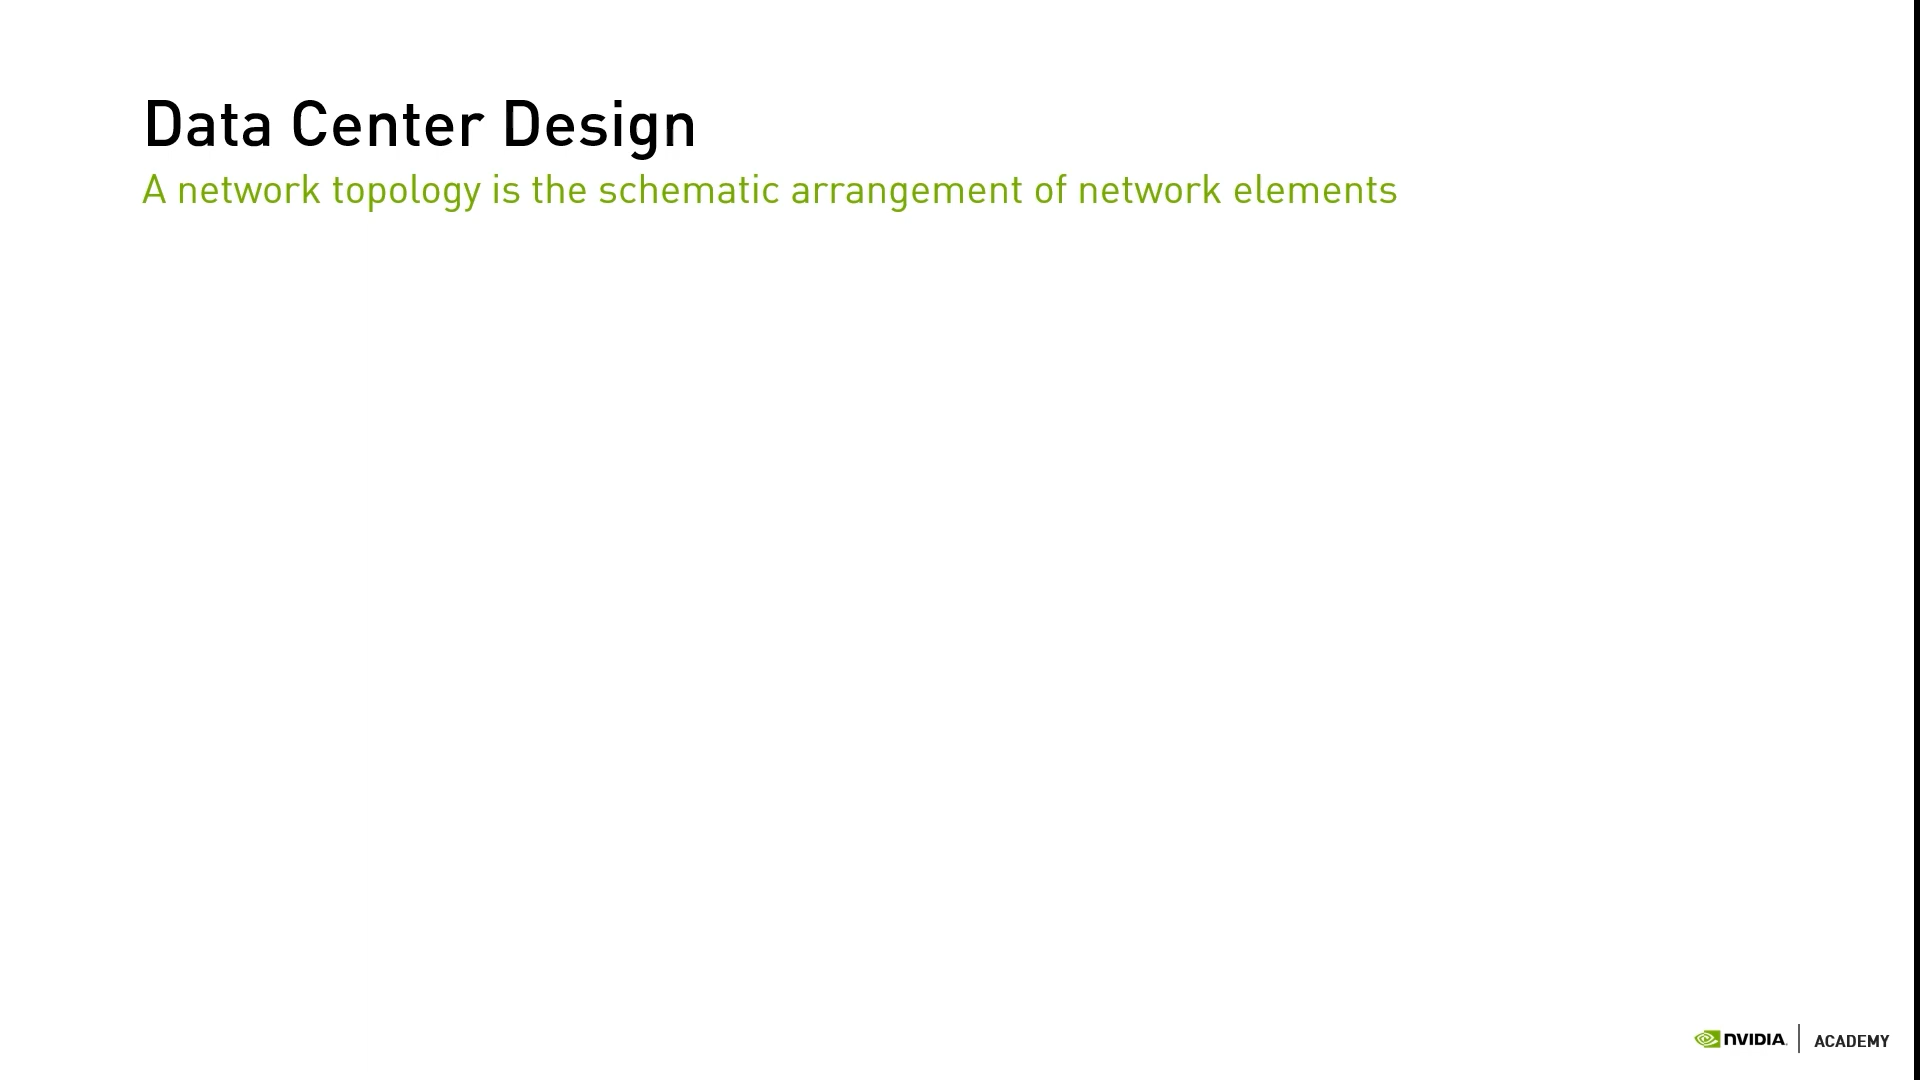 Data Center Design
A network topology is the schematic arrangement of network elements
NVIDIA. | ACADEMY